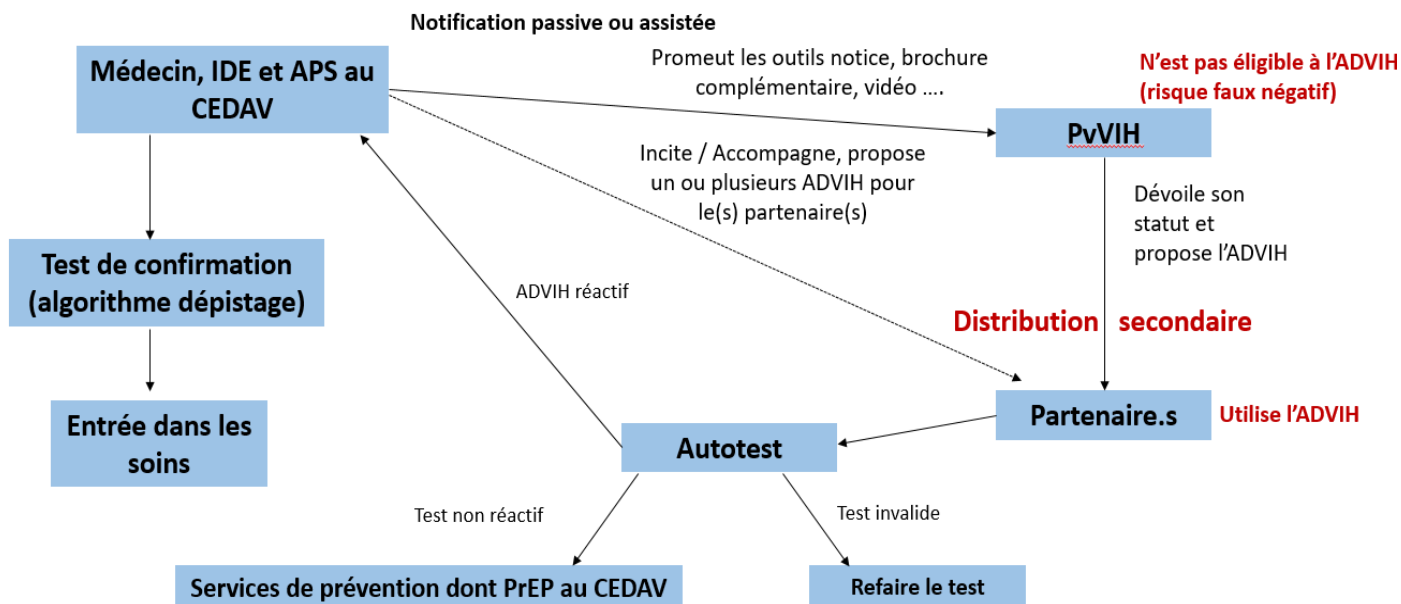 Notification passive ou assistée
Médecin, IDE et APS au
CEDAV
Promeut les outils notice, brochure
complémentaire, vidéo ....
N'est pas éligible à l'ADVIH
(risque faux négatif)
PvVIH
Incite / Accompagne, propose
un ou plusieurs ADVIH pour
le(s) partenaire(s)
Dévoile son
statut et
propose l'ADVIH
Test de confirmation
(algorithme dépistage)
ADVIH réactif
Distribution secondaire
Entrée dans les
soins
Partenaire.s
Utilise l'ADVIH
Autotest
Test non réactif
Test invalide
Services de prévention dont PrEP au CEDAV
Refaire le test